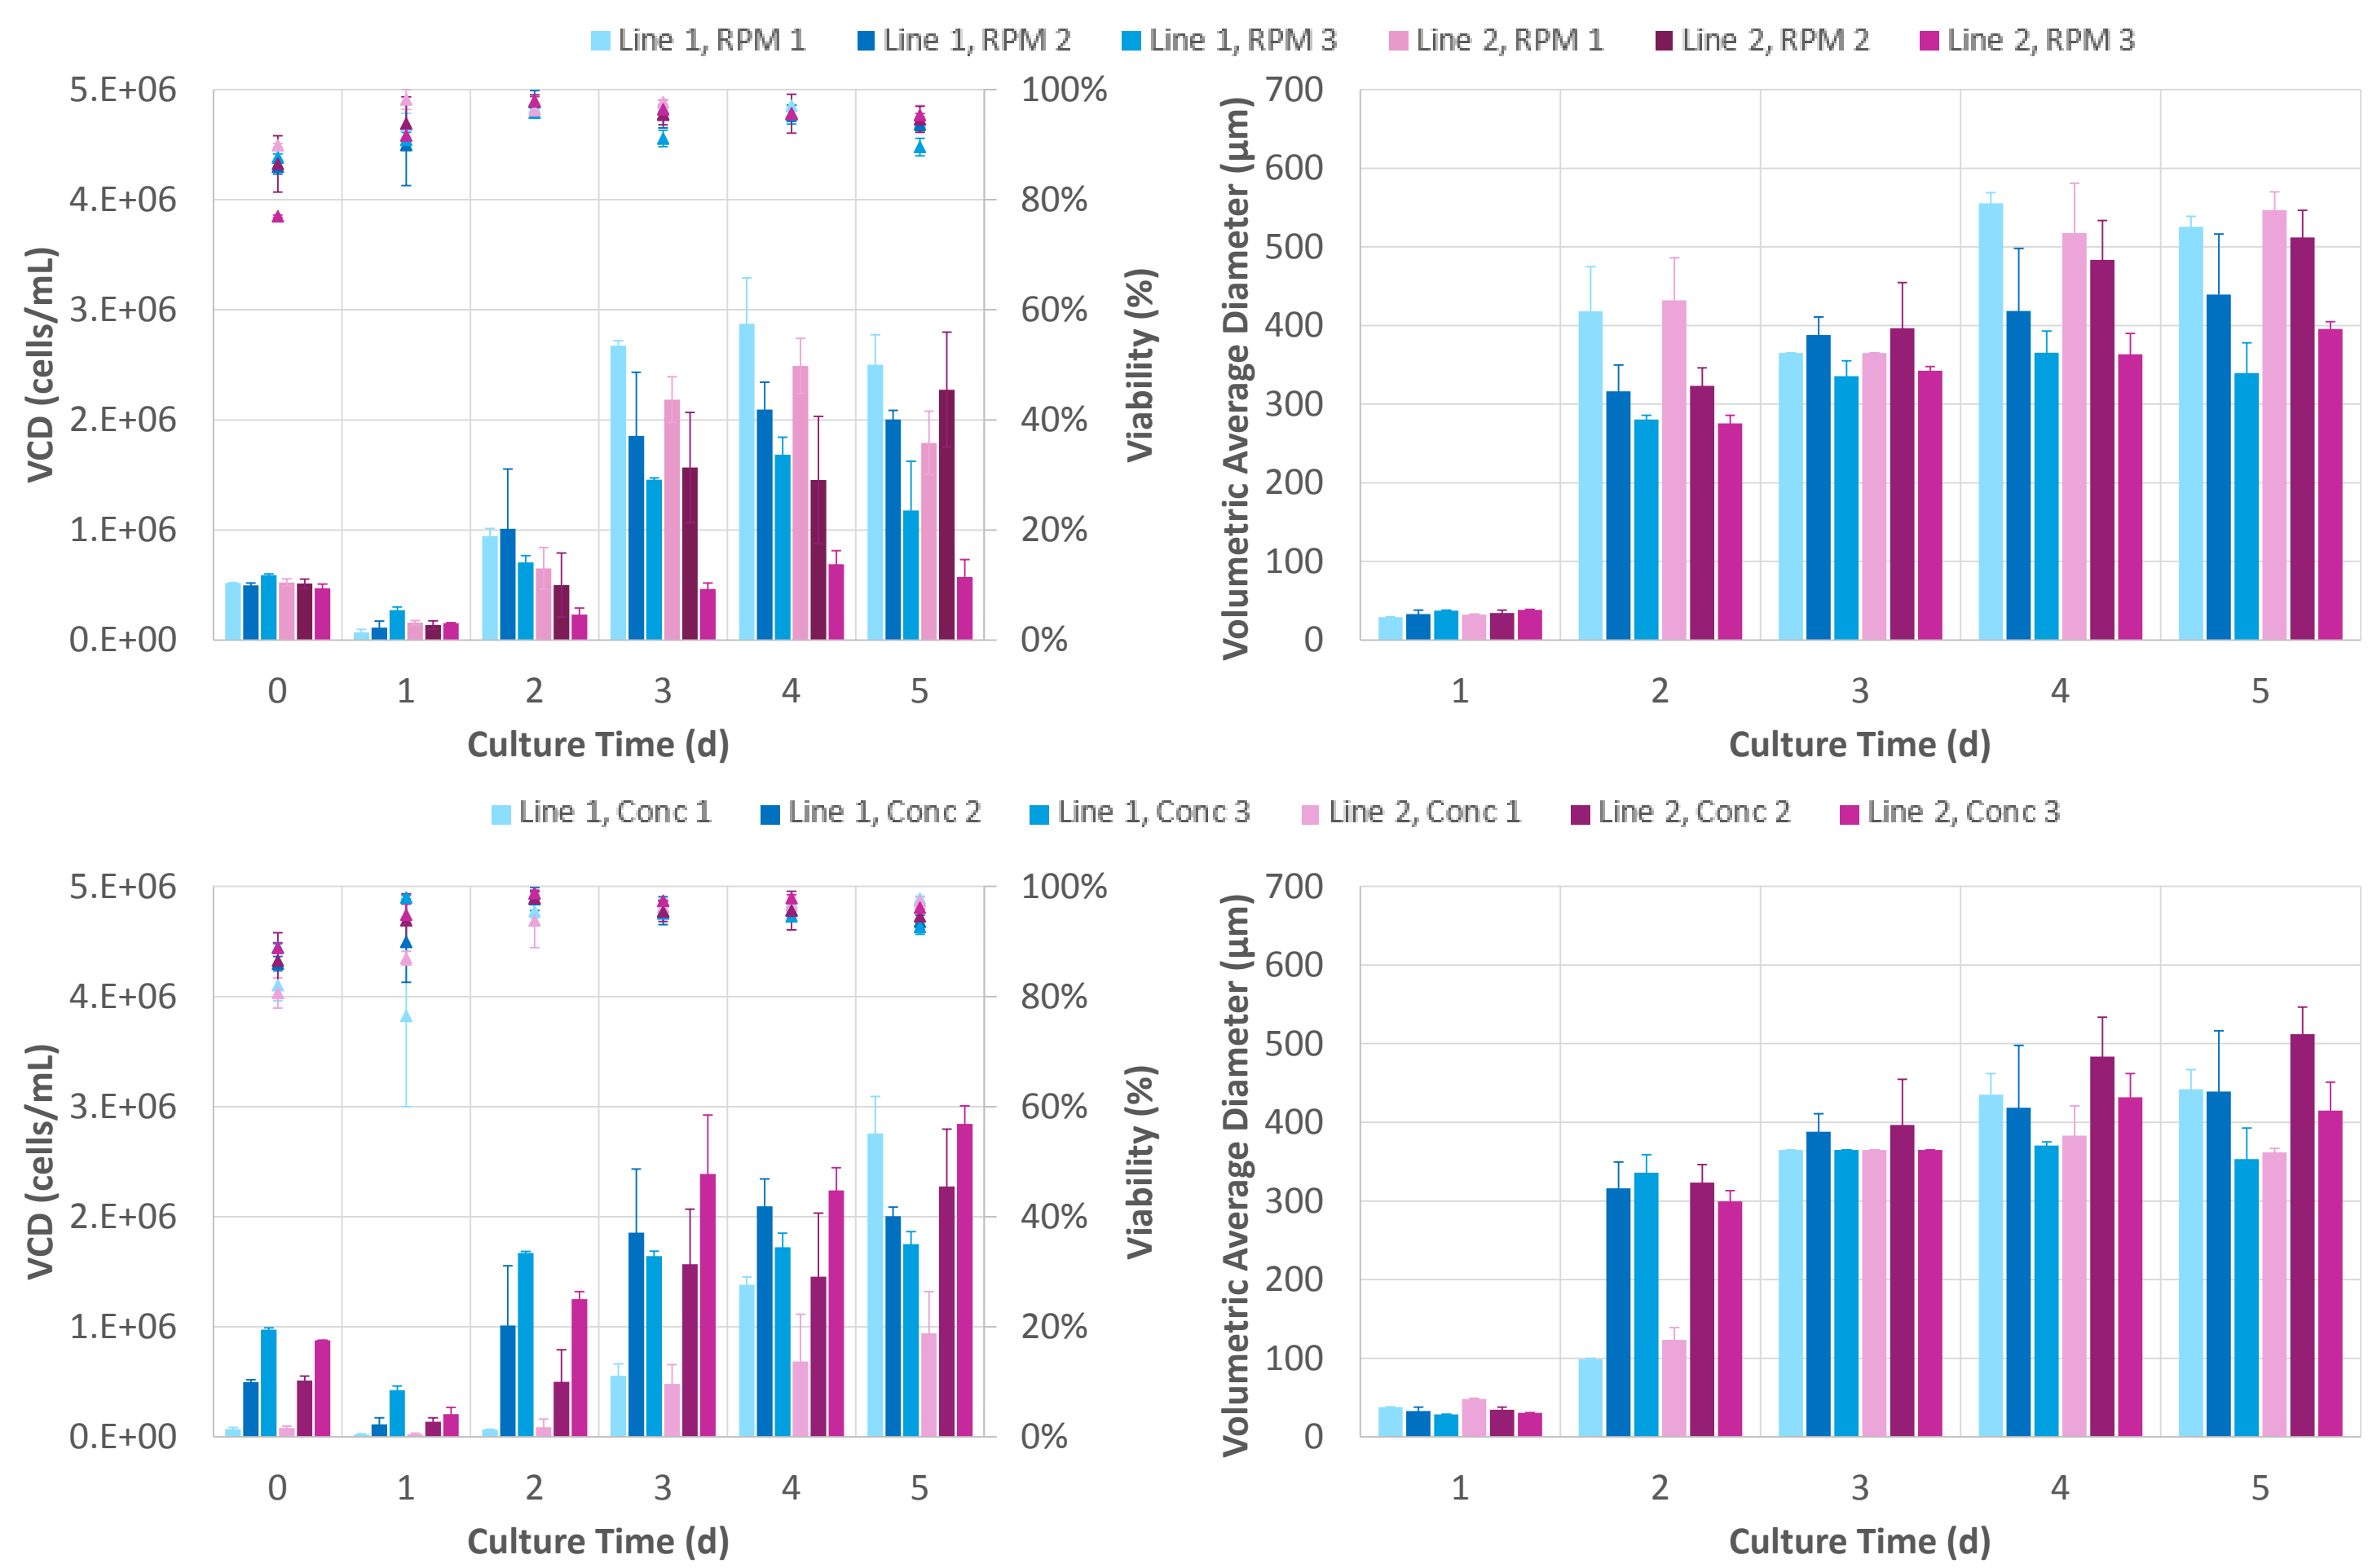 Line 1, RPM 1 Line 1, RPM 2 Line 1, RPM 3 Line 2, RPM 1 Line 2, RPM 2 Line 2, RPM 3
VCD (cells/mL)
5.E+06
4.E+06
3.E+06
2.E+06
1.E+06
0.E+00
100%
80%
60%
40%
20%
0%
Viability (%)
0 1 2 3 4 5
Culture Time (d)
Volumetric Average Diameter (µm)
700
600
500
400
300
200
100
0
1 2 3 4 5
Culture Time (d)
Line 1, Conc 1 Line 1, Conc 2 Line 1, Conc 3 Line 2, Conc 1 Line 2, Conc 2 Line 2, Conc 3
VCD (cells/mL)
5.E+06
4.E+06
3.E+06
2.E+06
1.E+06
0.E+00
100%
80%
60%
40%
20%
0%
Viability (%)
0 1 2 3 4 5
Culture Time (d)
Volumetric Average Diameter (µm)
700
600
500
400
300
200
100
0
1 2 3 4 5
Culture Time (d)